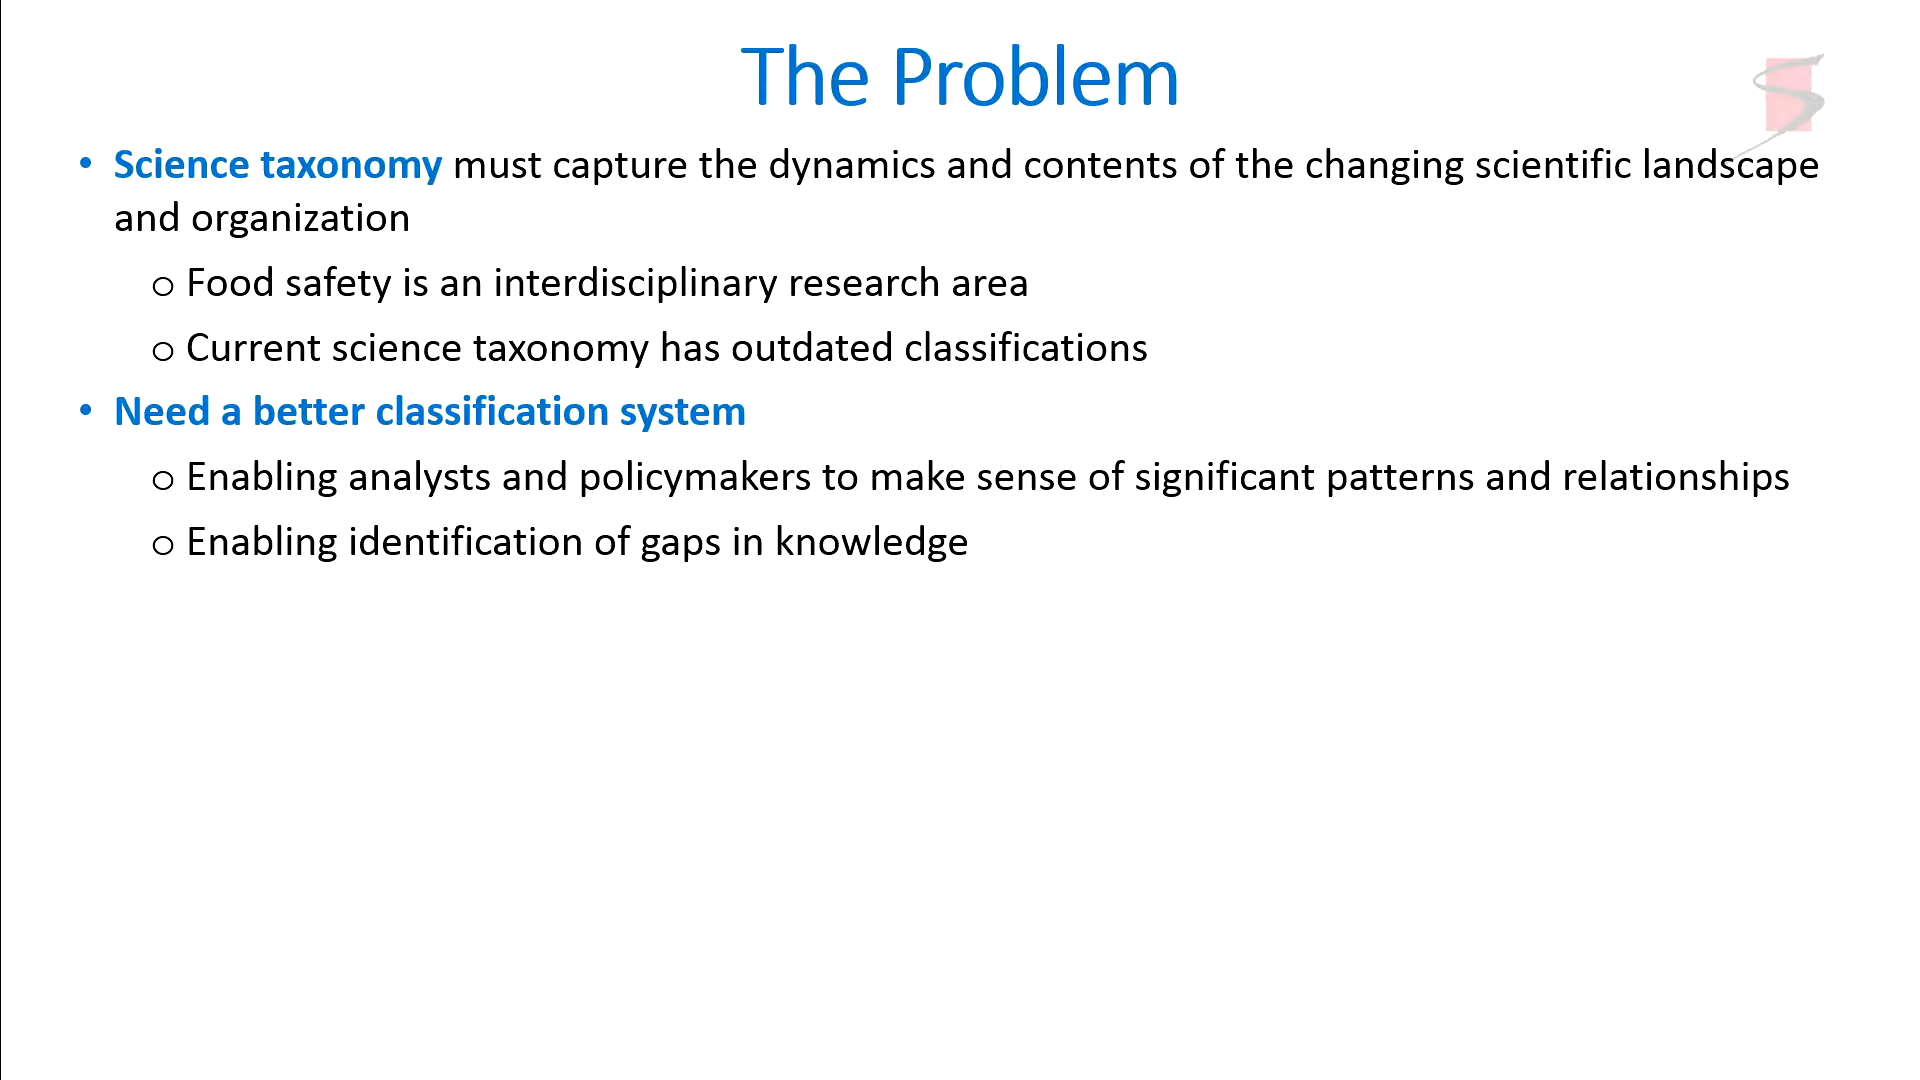 The Problem
• Science taxonomy must capture the dynamics and contents of the changing scientific landscape
and organization
o Food safety is an interdisciplinary research area
o Current science taxonomy has outdated classifications
• Need a better classification system
o Enabling analysts and policymakers to make sense of significant patterns and relationships
o Enabling identification of gaps in knowledge